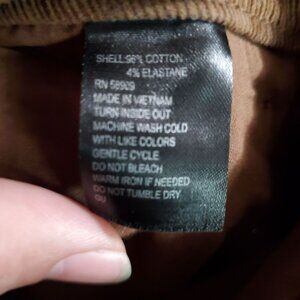 SHELL:96% COTTON
4% ELASTANE
RN 58969
MADE IN VIETNAM
TURN INSIDE OUT
MACHINE WASH COLD
WITH LIKE COLORS
GENTLE CYCLE
DO NOT BLEACH
WARM IRON IF NEEDED
DO NOT TUMBLE DRY